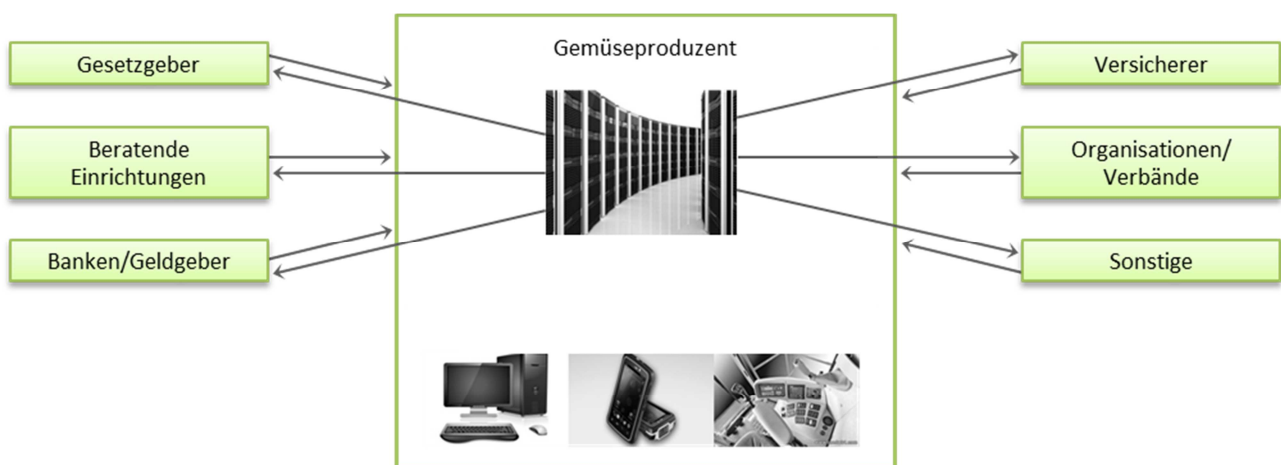 Gemüseproduzent
Gesetzgeber
Beratende
Einrichtungen
Banken/Geldgeber
Versicherer
Organisationen/
Verbände
Sonstige